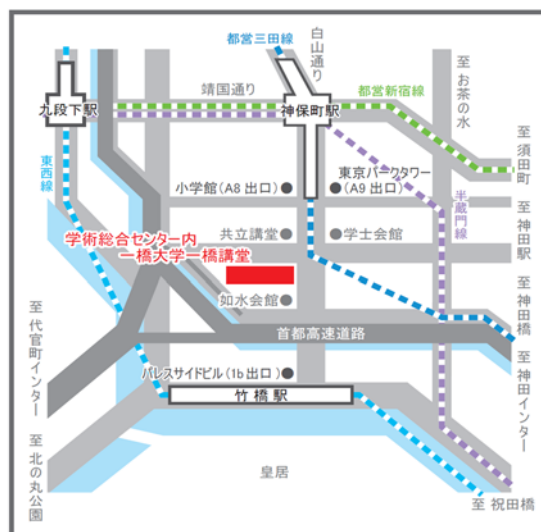 都営三田線
白山通り
至 お茶の水
靖国通り
都営新宿線
九段下駅
神保町駅
至 須田町
東西線
小学館(A8 出口)
東京パークタワー
(A9 出口)
半蔵門線
至 神田駅
学術総合センター内
一橋大学一橋講堂
共立講堂
学士会館
如水会館
至 神田橋
至 代官町インター
首都高速道路
至 神田インター
パレスサイドビル(1b 出口)
竹橋駅
至 北の丸公園
皇居
至 祝田橋